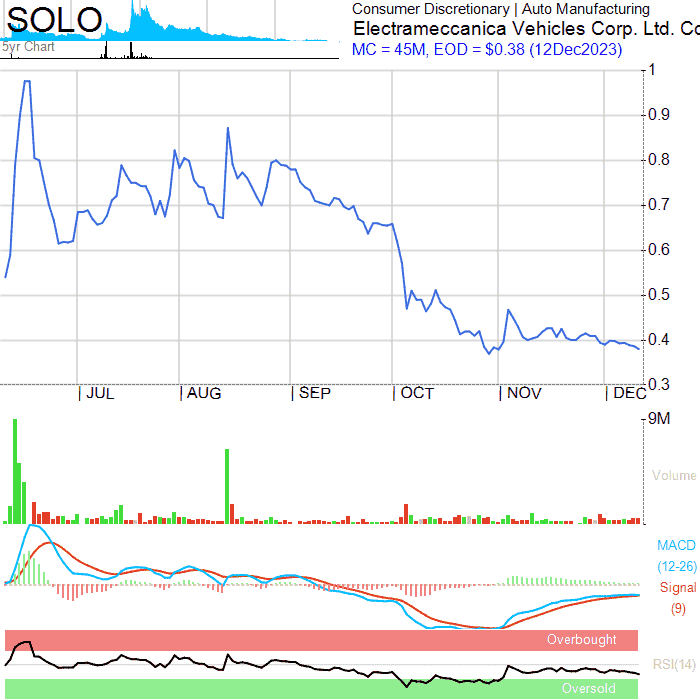 SOLO
5yr Chart
Consumer Discretionary | Auto Manufacturing
Electrameccanica Vehicles Corp. Ltd. Co
MC = 45M, EOD = $0.38 (12Dec2023)
1
0.9
0.8
0.7
0.6
0.5
0.4
0.3
| JUL | AUG | SEP | OCT | NOV | DEC
9M
Volume
MACD
(12-26)
Signal
(9)
Overbought
RSI(14)
Oversold